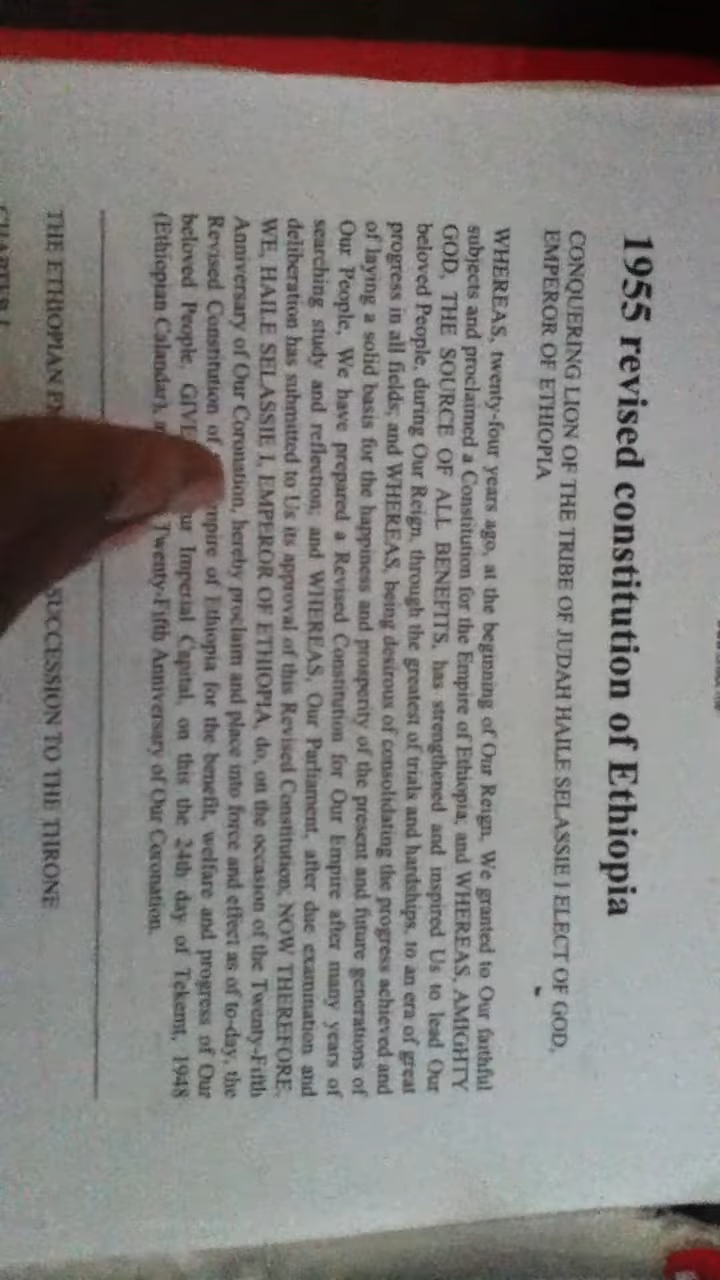 1955 revised constitution of Ethiopia
CONQUERING LION OF THE TRIBE OF JUDAH HAILE SELASSIE I ELECT OF GOD,
EMPEROR OF ETHIOPIA
WHEREAS, twenty-four years ago, at the beginning of Our Reign, We granted to Our faithful
subjects and proclaimed a Constitution for the Empire of Ethiopia; and WHEREAS, AMIGHTY
GOD, THE SOURCE OF ALL BENEFITS, has strengthened and inspired Us to lead Our
beloved People, during Our Reign, through the greatest of trials and hardships, to an era of great
progress in all fields; and WHEREAS, being desirous of consolidating the progress achieved and
of laying a solid basis for the happiness and prosperity of the present and future generations of
Our People, We have prepared a Revised Constitution for Our Empire after many years of
searching study and reflection; and WHEREAS, Our Parliament, after due examination and
deliberation has submitted to Us its approval of this Revised Constitution, NOW THEREFORE,
WE, HAILE SELASSIE I, EMPEROR OF ETHIOPIA, do, on the occasion of the Twenty-Fifth
Anniversary of Our Coronation, hereby proclaim and place into force and effect as of to-day, the
Revised Constitution of mpire of Ethiopia for the benefit, welfare and progress of Our
beloved People, GIVE ur Imperial Capital, on this the 24th day of Tekemt, 1948
(Ethiopian Calandar), Twenty-Fifth Anniversary of Our Coronation.
THE ETHIOPIAN SUCCESSION TO THE THRONE
CHAPTER I